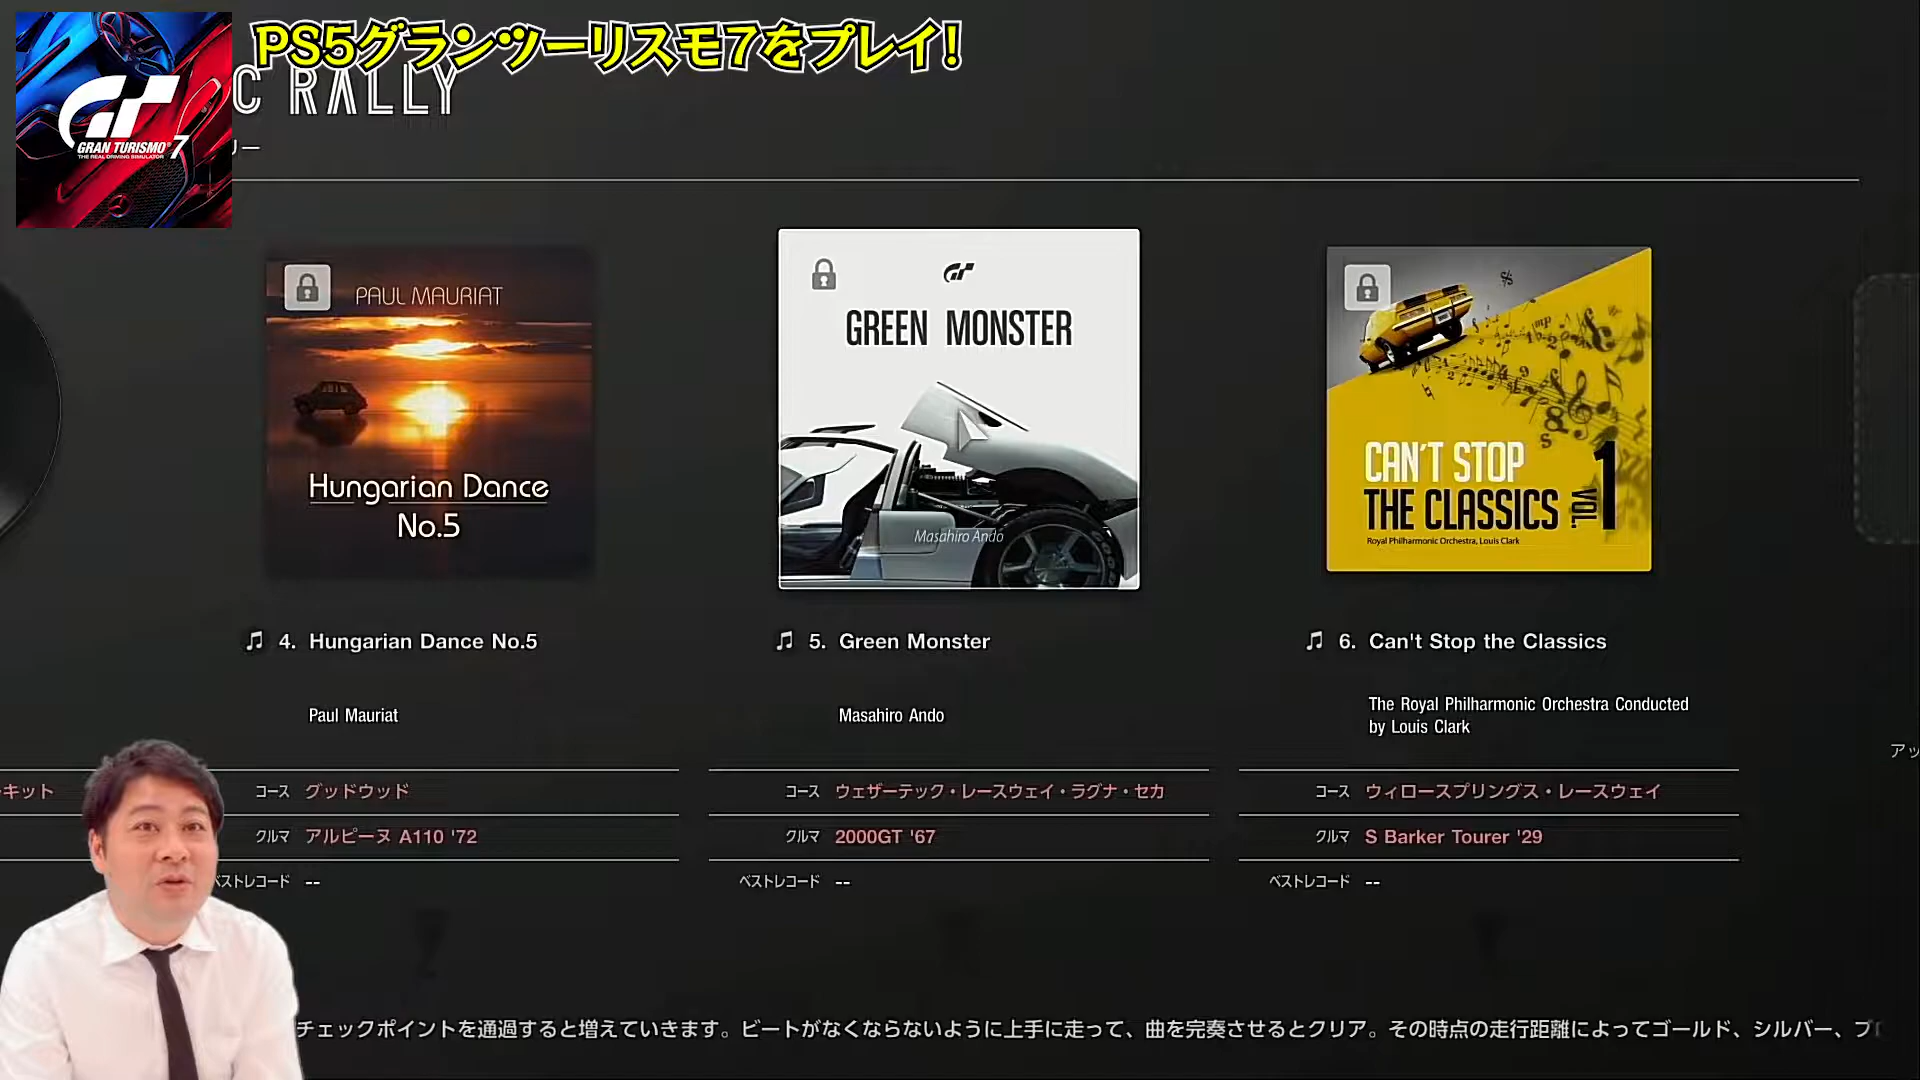 PS5グランツーリスモ7をプレイ!
C RALLY
リー
GRAN TURISMO 7
THE REAL DRIVING SIMULATOR
PAUL MAURIAT
Hungarian Dance
No.5
GREEN MONSTER
Masahiro Ando
CAN'T STOP
THE CLASSICS VOL. 1
Royal Philharmonic Orchestra, Louis Clark
4. Hungarian Dance No.5
Paul Mauriat
コース グッドウッド
クルマ アルピーヌ A110 '72
ベストレコード --
5. Green Monster
Masahiro Ando
コース ウェザーテック・レースウェイ・ラグナ・セカ
クルマ 2000GT '67
ベストレコード --
6. Can't Stop the Classics
The Royal Philharmonic Orchestra Conducted
by Louis Clark
コース ウィロースプリングス・レースウェイ
クルマ S Barker Tourer '29
ベストレコード --
ーキット
アッ
チェックポイントを通過すると増えていきます。ビートがなくならないように上手に走って、曲を完奏させるとクリア。その時点の走行距離によってゴールド、シルバー、ブ